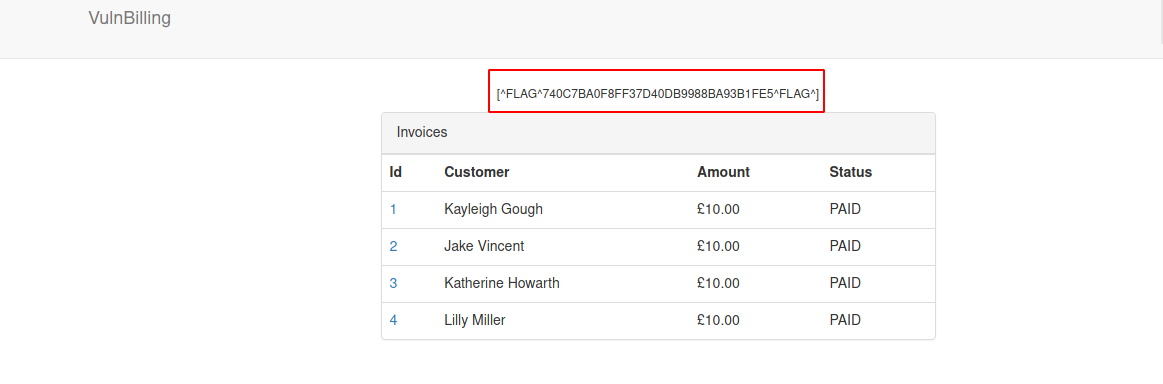 VulnBilling
[^FLAG^740C7BA0F8FF37D40DB9988BA93B1FE5^FLAG^]
Invoices
Id Customer Amount Status
1 Kayleigh Gough £10.00 PAID
2 Jake Vincent £10.00 PAID
3 Katherine Howarth £10.00 PAID
4 Lilly Miller £10.00 PAID